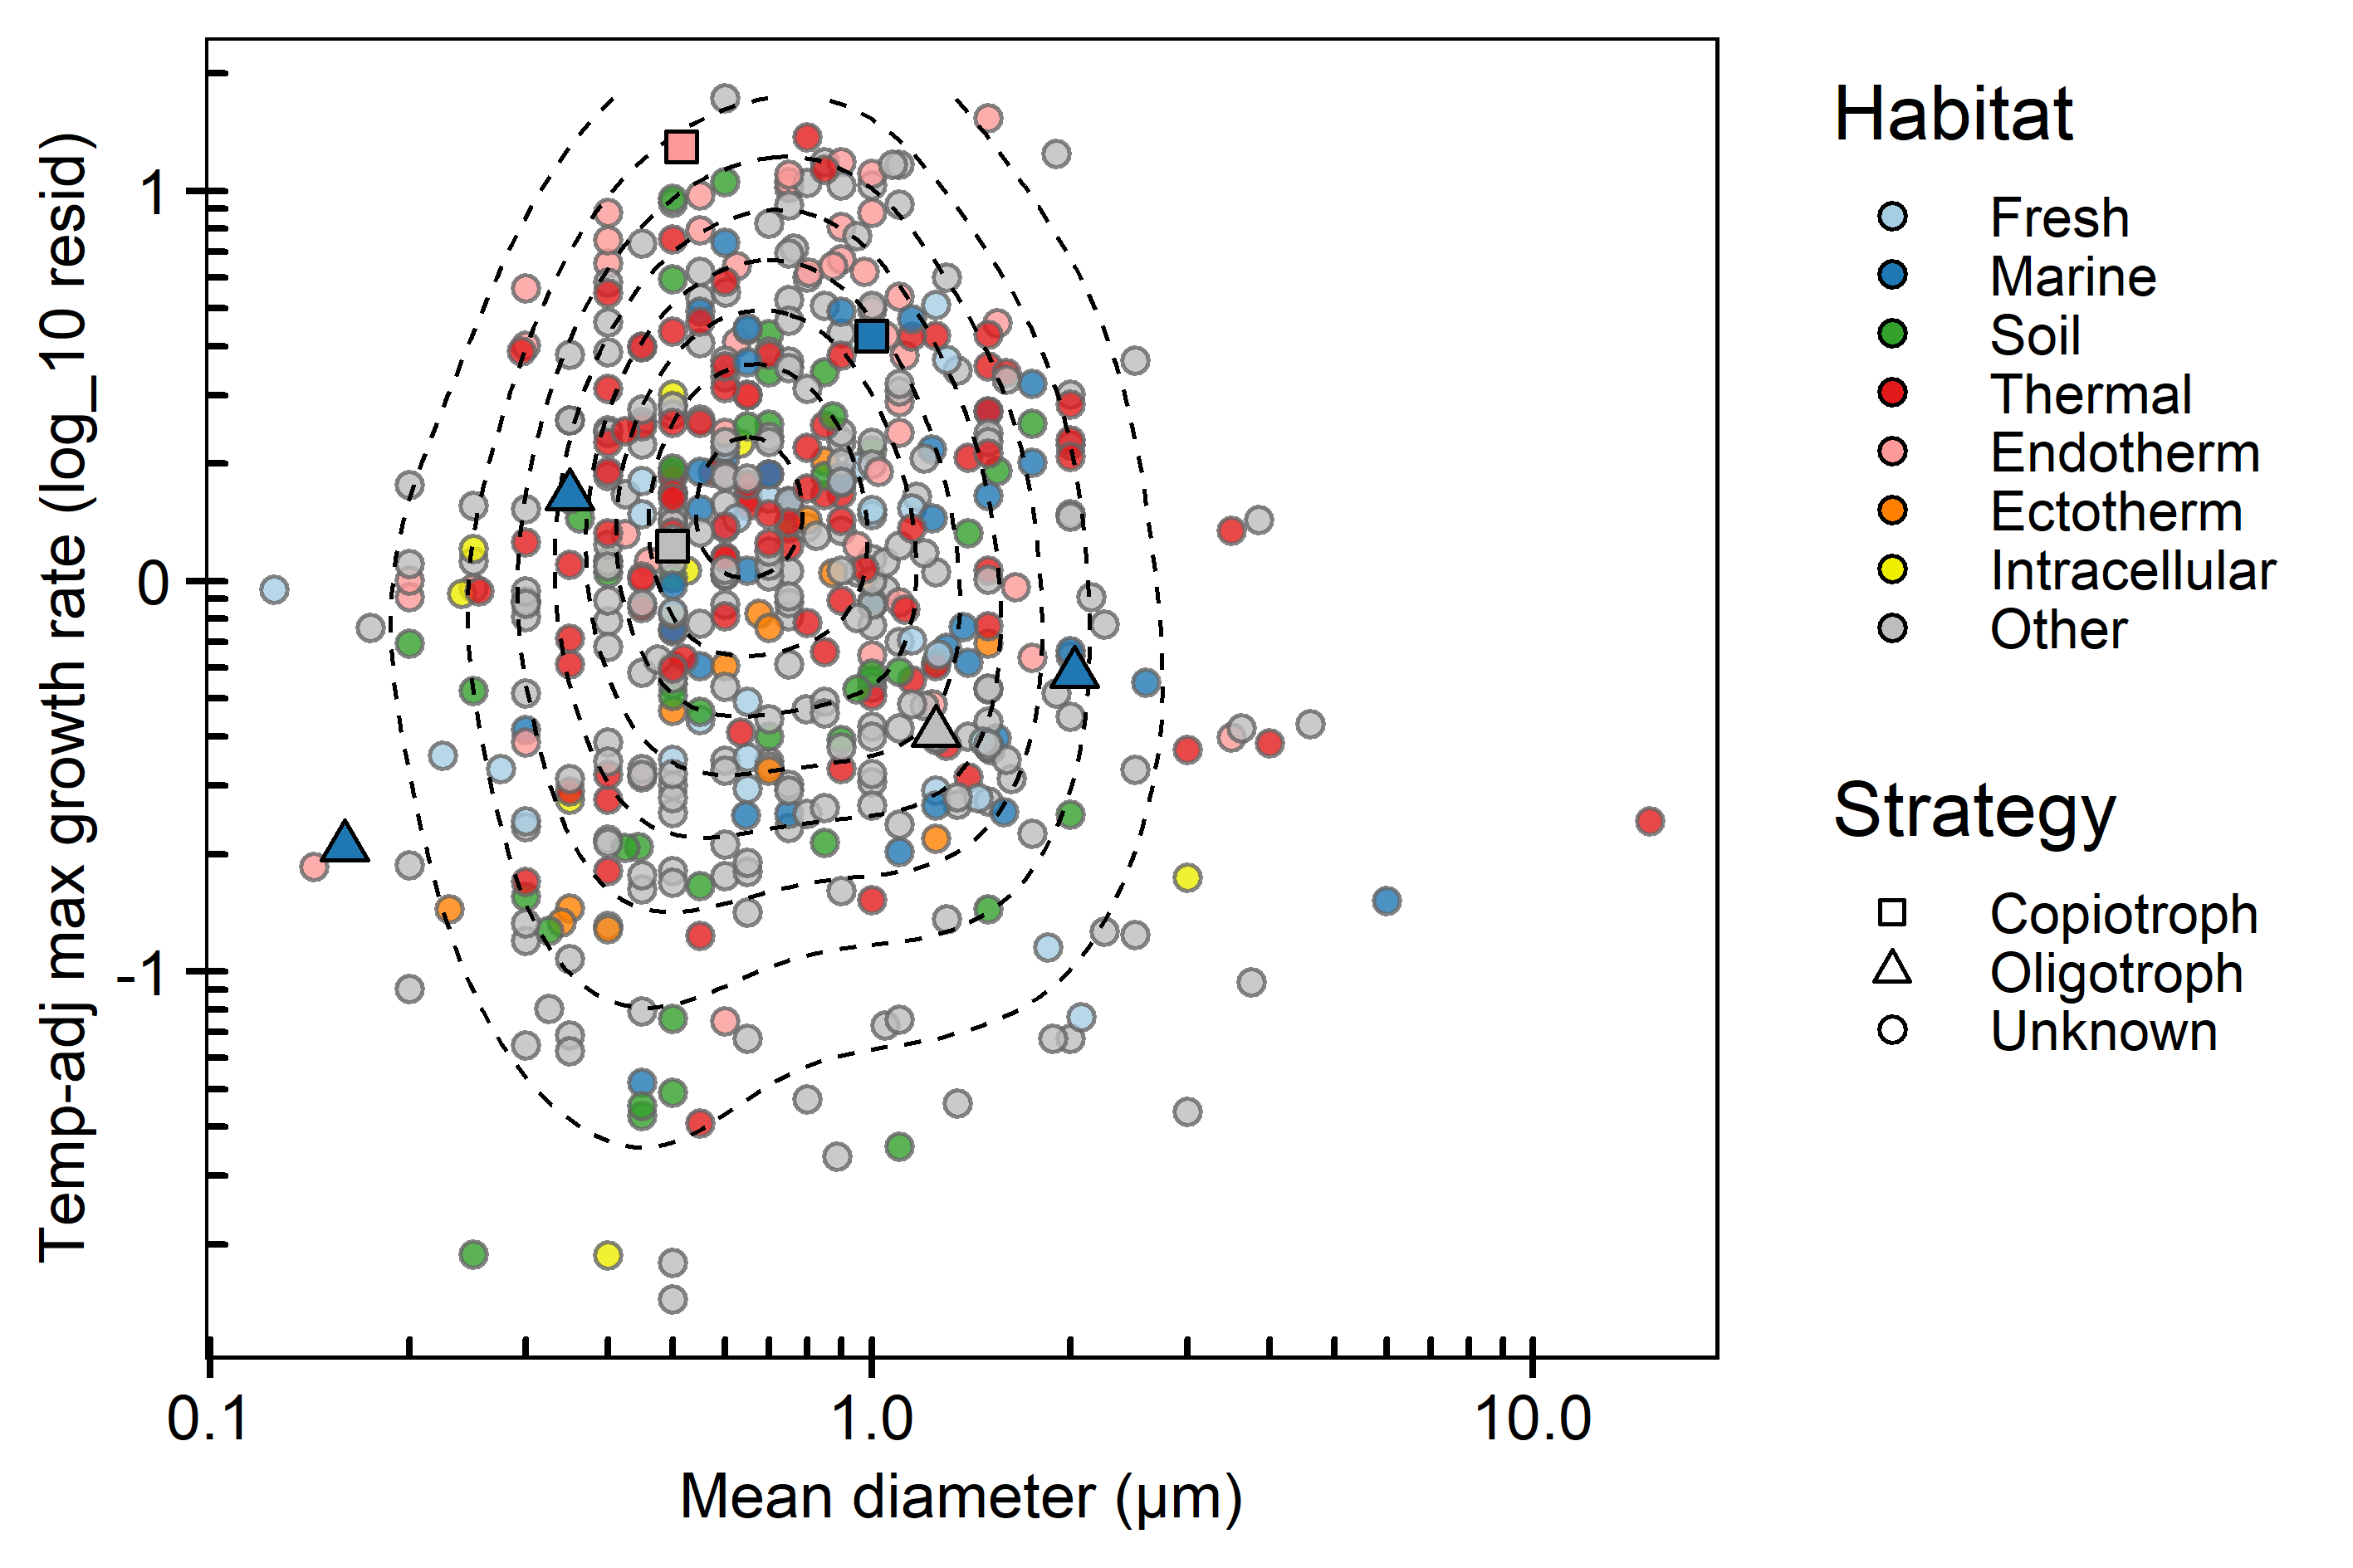 Temp-adj max growth rate (log_10 resid)
1
0
-1
0.1
1.0
10.0
Mean diameter (µm)
Habitat
Fresh
Marine
Soil
Thermal
Endotherm
Ectotherm
Intracellular
Other
Strategy
Copiotroph
Oligotroph
Unknown